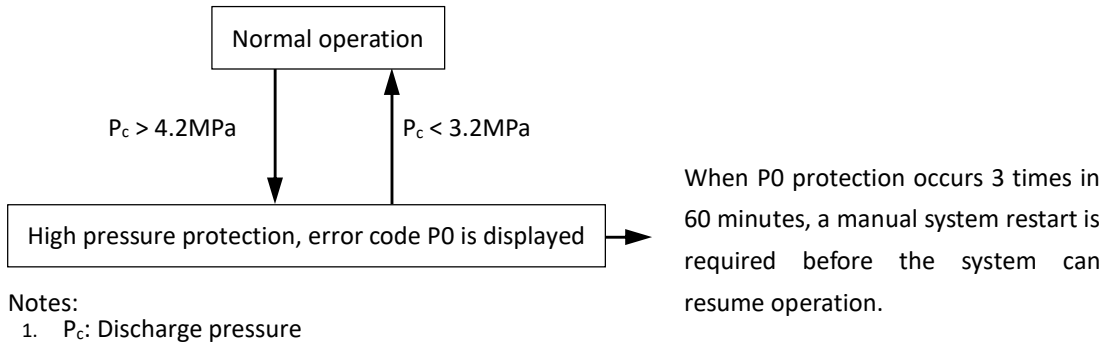 Normal operation
Pc > 4.2MPa
Pc < 3.2MPa
High pressure protection, error code P0 is displayed
When P0 protection occurs 3 times in
60 minutes, a manual system restart is
required before the system can
resume operation.
Notes:
1. Pc: Discharge pressure